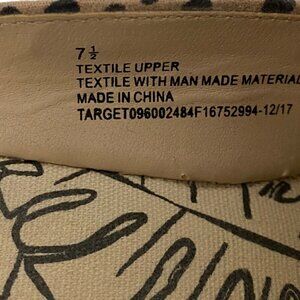 7 ½
TEXTILE UPPER
TEXTILE WITH MAN MADE MATERIAL
MADE IN CHINA
TARGET096002484F16752994-12/17